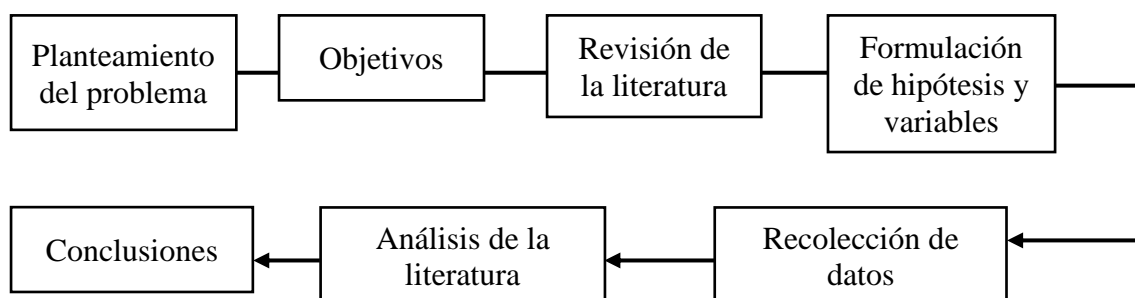 Planteamiento
del problema
Objetivos
Revisión de
la literatura
Formulación
de hipótesis y
variables
Recolección de
datos
Análisis de la
literatura
Conclusiones